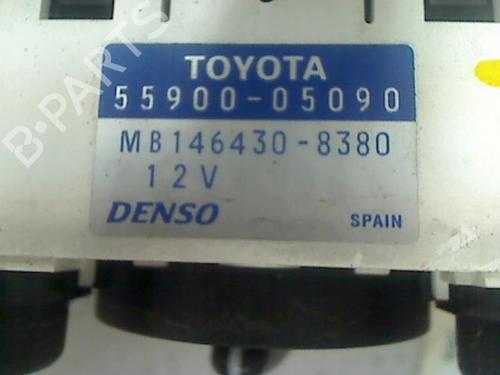 TOYOTA
55900-05090
MB146430-8380
12V
DENSO SPAIN
B-PARTS